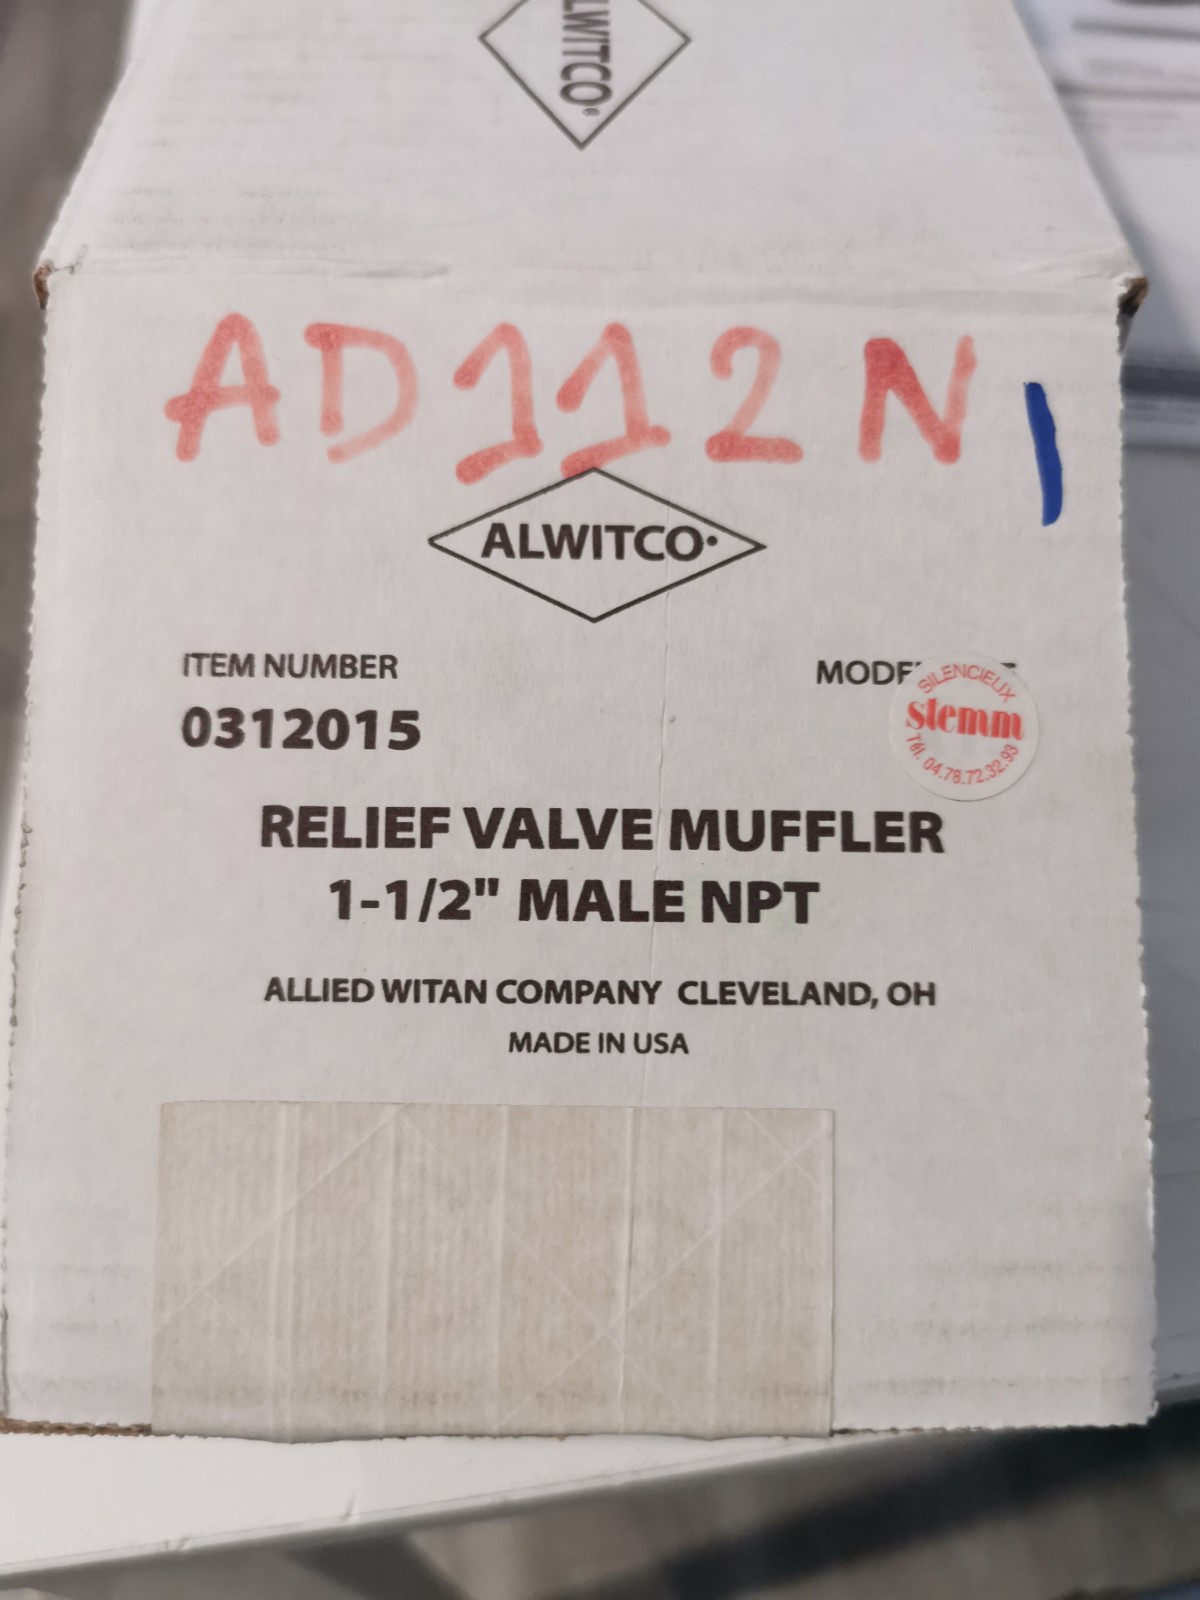 ALWITCO®
AD112N
ALWITCO
ITEM NUMBER
0312015
SILENCIEUX
Stemm
Tél. 04.78.72.32.93
RELIEF VALVE MUFFLER
1-1/2" MALE NPT
ALLIED WITAN COMPANY CLEVELAND, OH
MADE IN USA